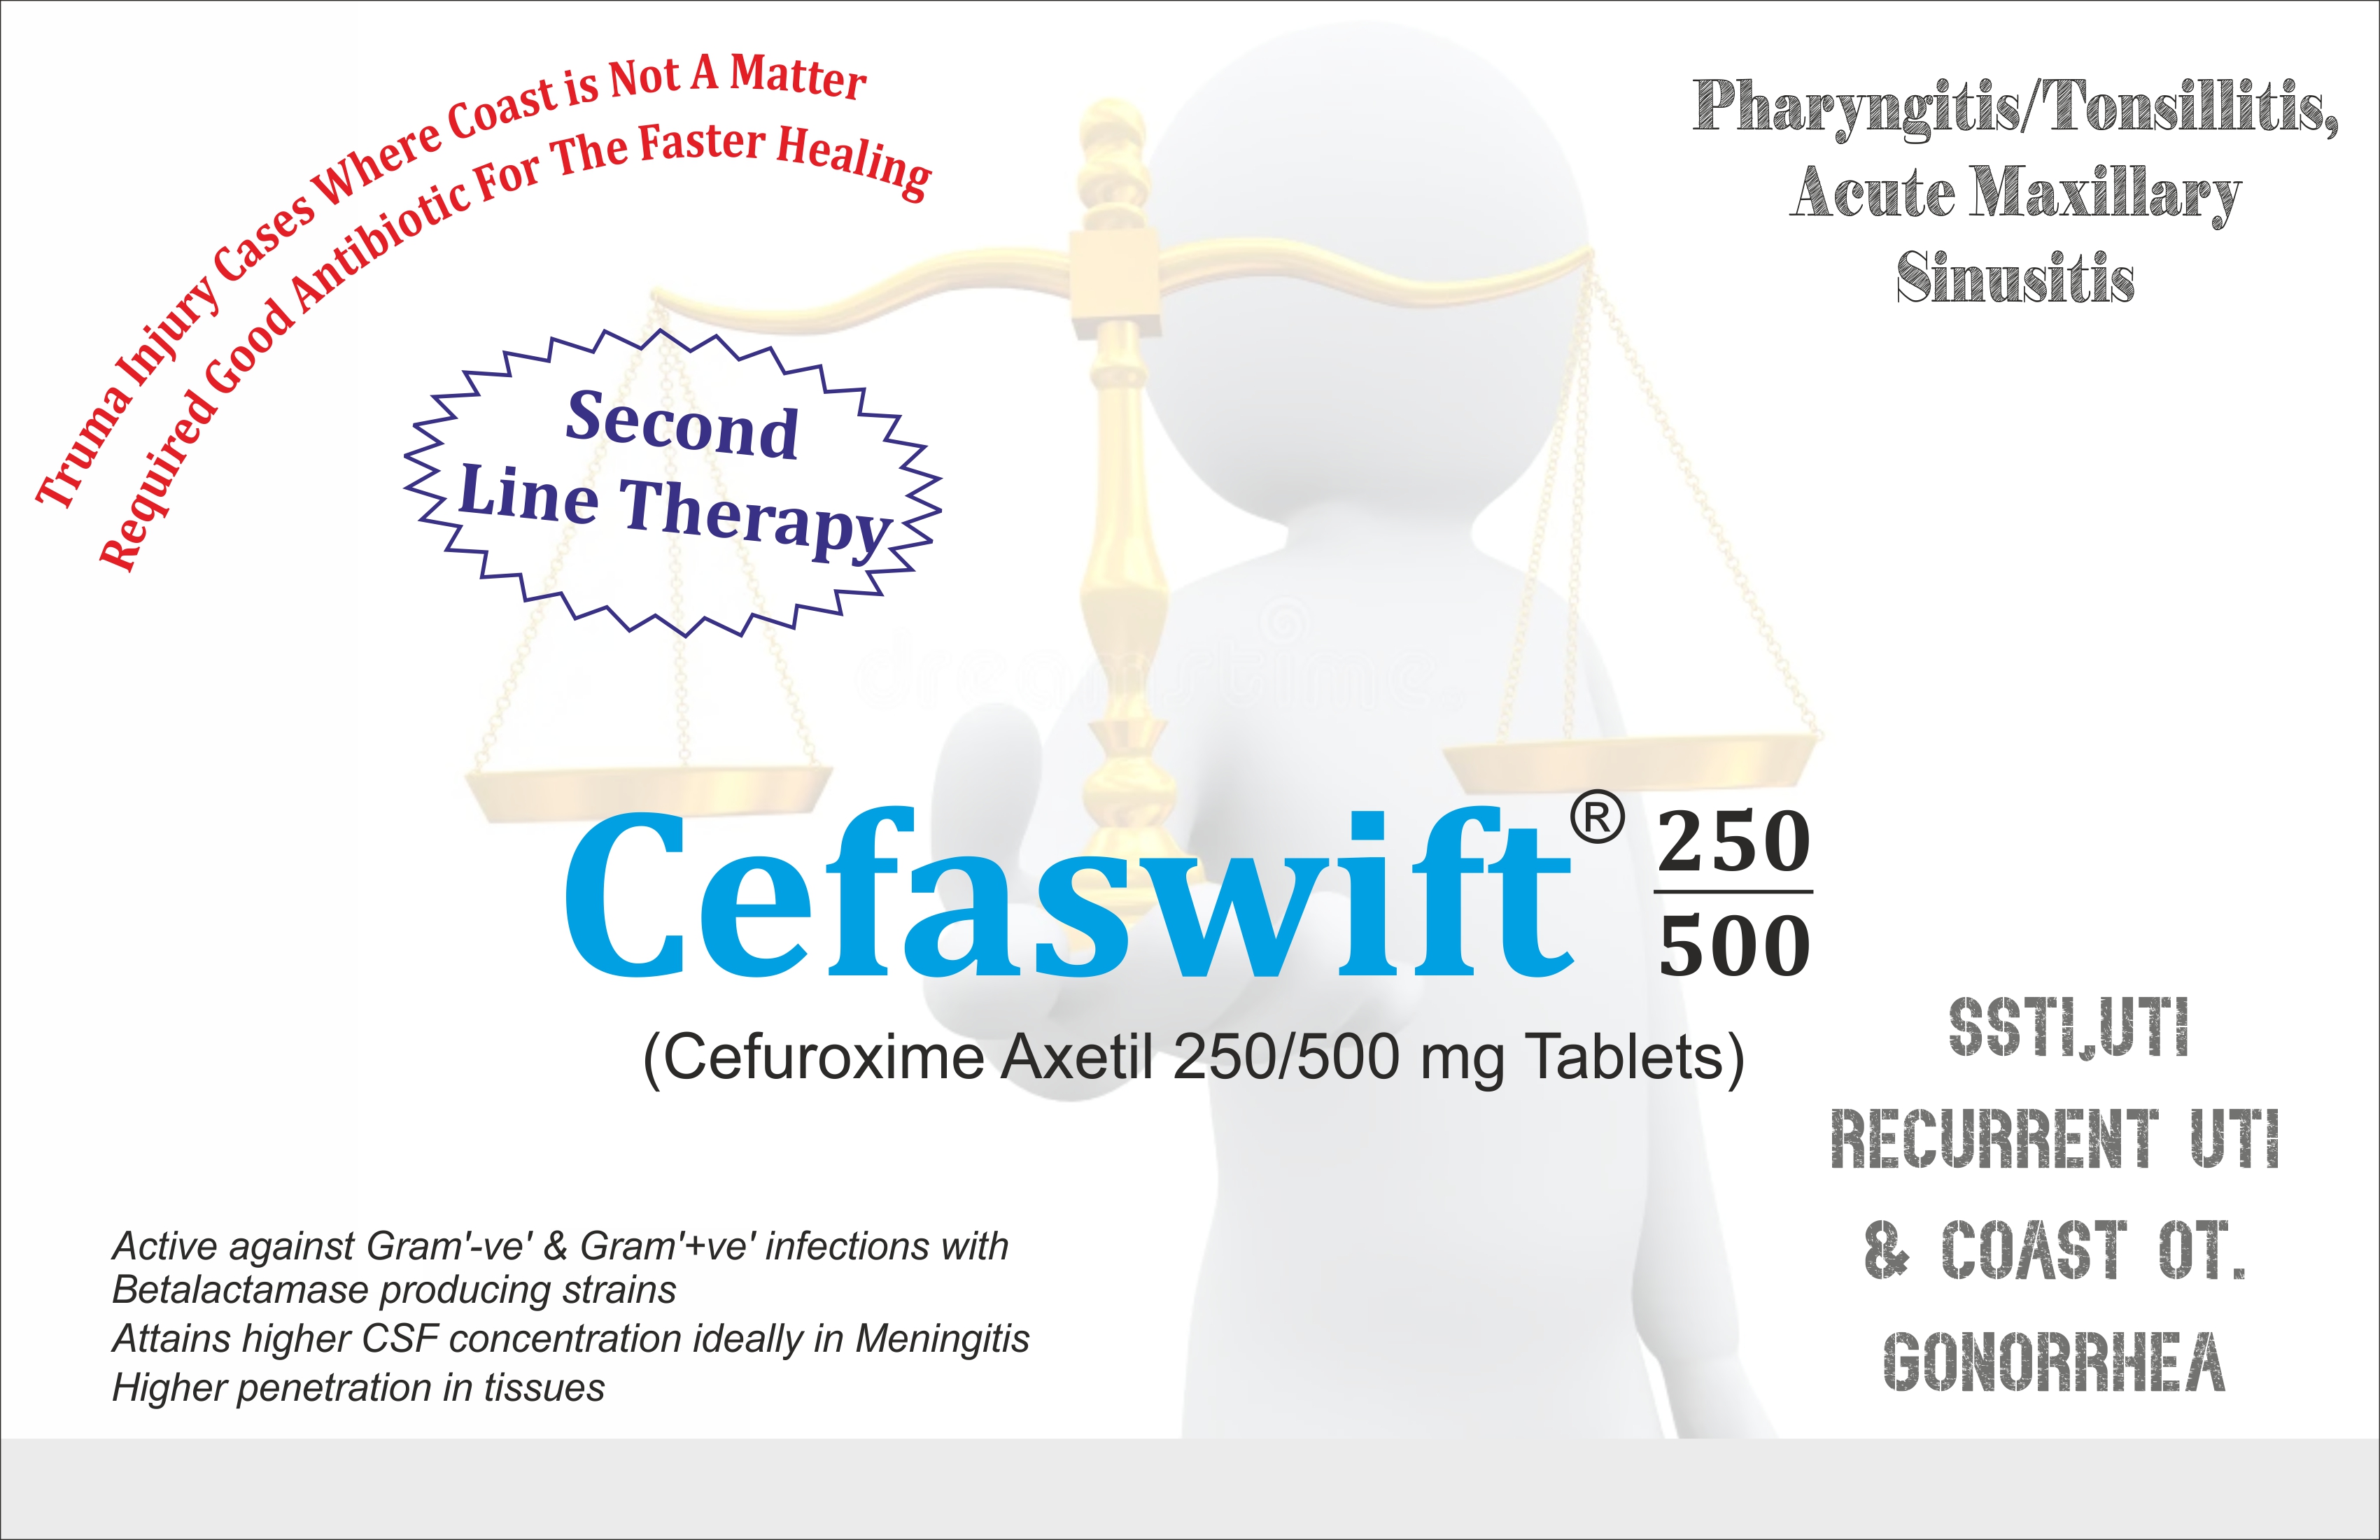 Truma Injury Cases Where Coast is Not A Matter
Required Good Antibiotic For The Faster Healing
Pharyngitis/Tonsillitis,
Acute Maxillary
Sinusitis
Second
Line Therapy
dreamstime
Cefaswift® 250
500
(Cefuroxime Axetil 250/500 mg Tablets)
SSTI,UTI
RECURRENT UTI
& COAST OT.
GONORRHEA
Active against Gram'-ve' & Gram'+ve' infections with
Betalactamase producing strains
Attains higher CSF concentration ideally in Meningitis
Higher penetration in tissues